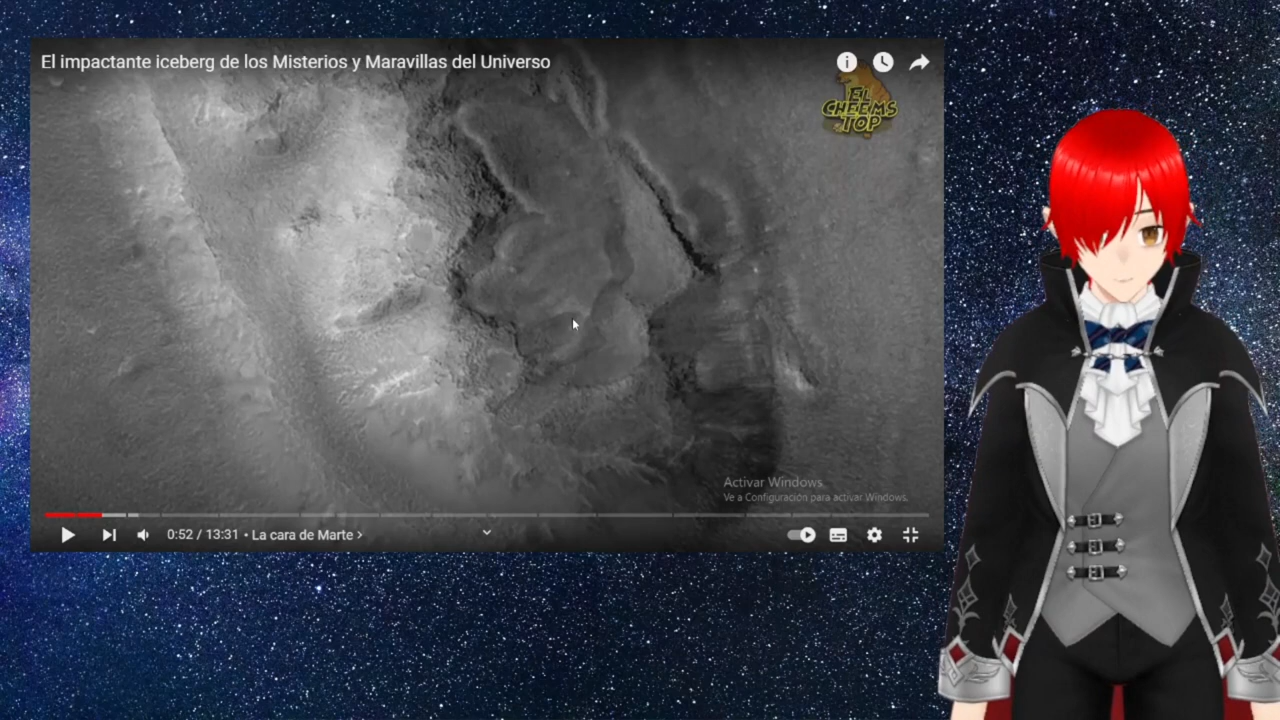 El impactante iceberg de los Misterios y Maravillas del Universo
EL
CHEEMS
TOP
Activar Windows
Ve a Configuración para activar Windows.
0:52 / 13:31 • La cara de Marte >